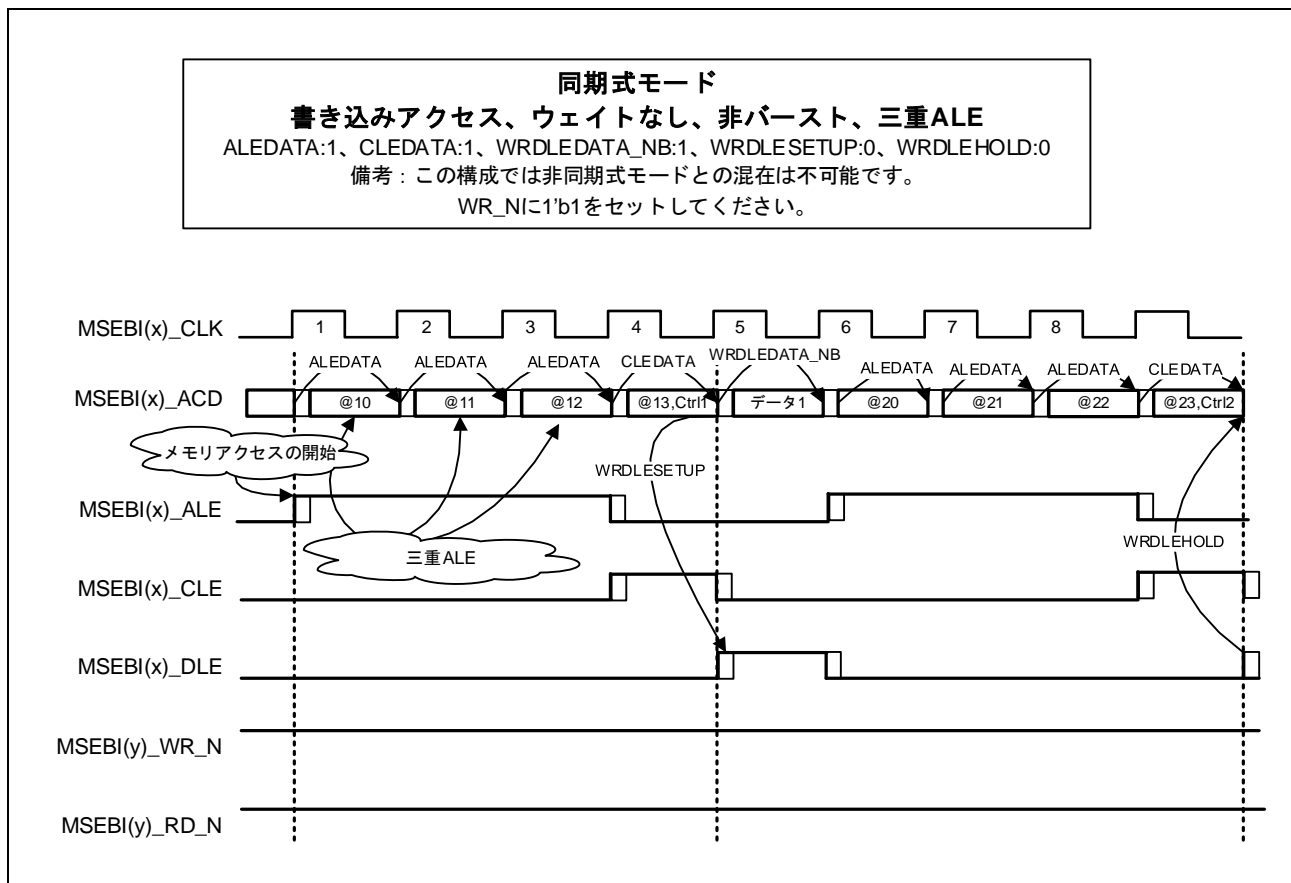 同期式モード
書き込みアクセス、ウェイトなし、非バースト、三重ALE
ALEDATA:1、CLEDATA:1、WRDLEDATA_NB:1、WRDLESETUP:0、WRDLEHOLD:0
備考：この構成では非同期式モードとの混在は不可能です。
WR_Nに1'b1をセットしてください。
MSEBI(x)_CLK 1 2 3 4 5 6 7 8
ALEDATA ALEDATA ALEDATA CLEDATA WRDLEDATA_NB ALEDATA ALEDATA ALEDATA CLEDATA
MSEBI(x)_ACD @10 @11 @12 @13,Ctrl1 データ1 @20 @21 @22 @23,Ctrl2
メモリアクセスの開始
WRDLESETUP
MSEBI(x)_ALE
WRDLEHOLD
三重ALE
MSEBI(x)_CLE
MSEBI(x)_DLE
MSEBI(y)_WR_N
MSEBI(y)_RD_N